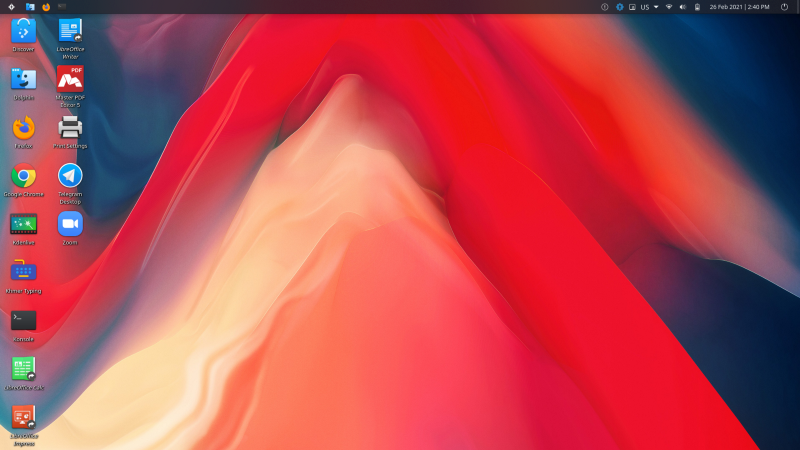 US
26 Feb 2021 | 2:40 PM
Discover
LibreOffice
Writer
Dolphin
PDF
Master PDF
Editor 5
Firefox
Print Settings
Google Chrome
Telegram
Desktop
Kdenlive
Zoom
Khmer Typing
Konsole
LibreOffice Calc
LibreOffice
Impress